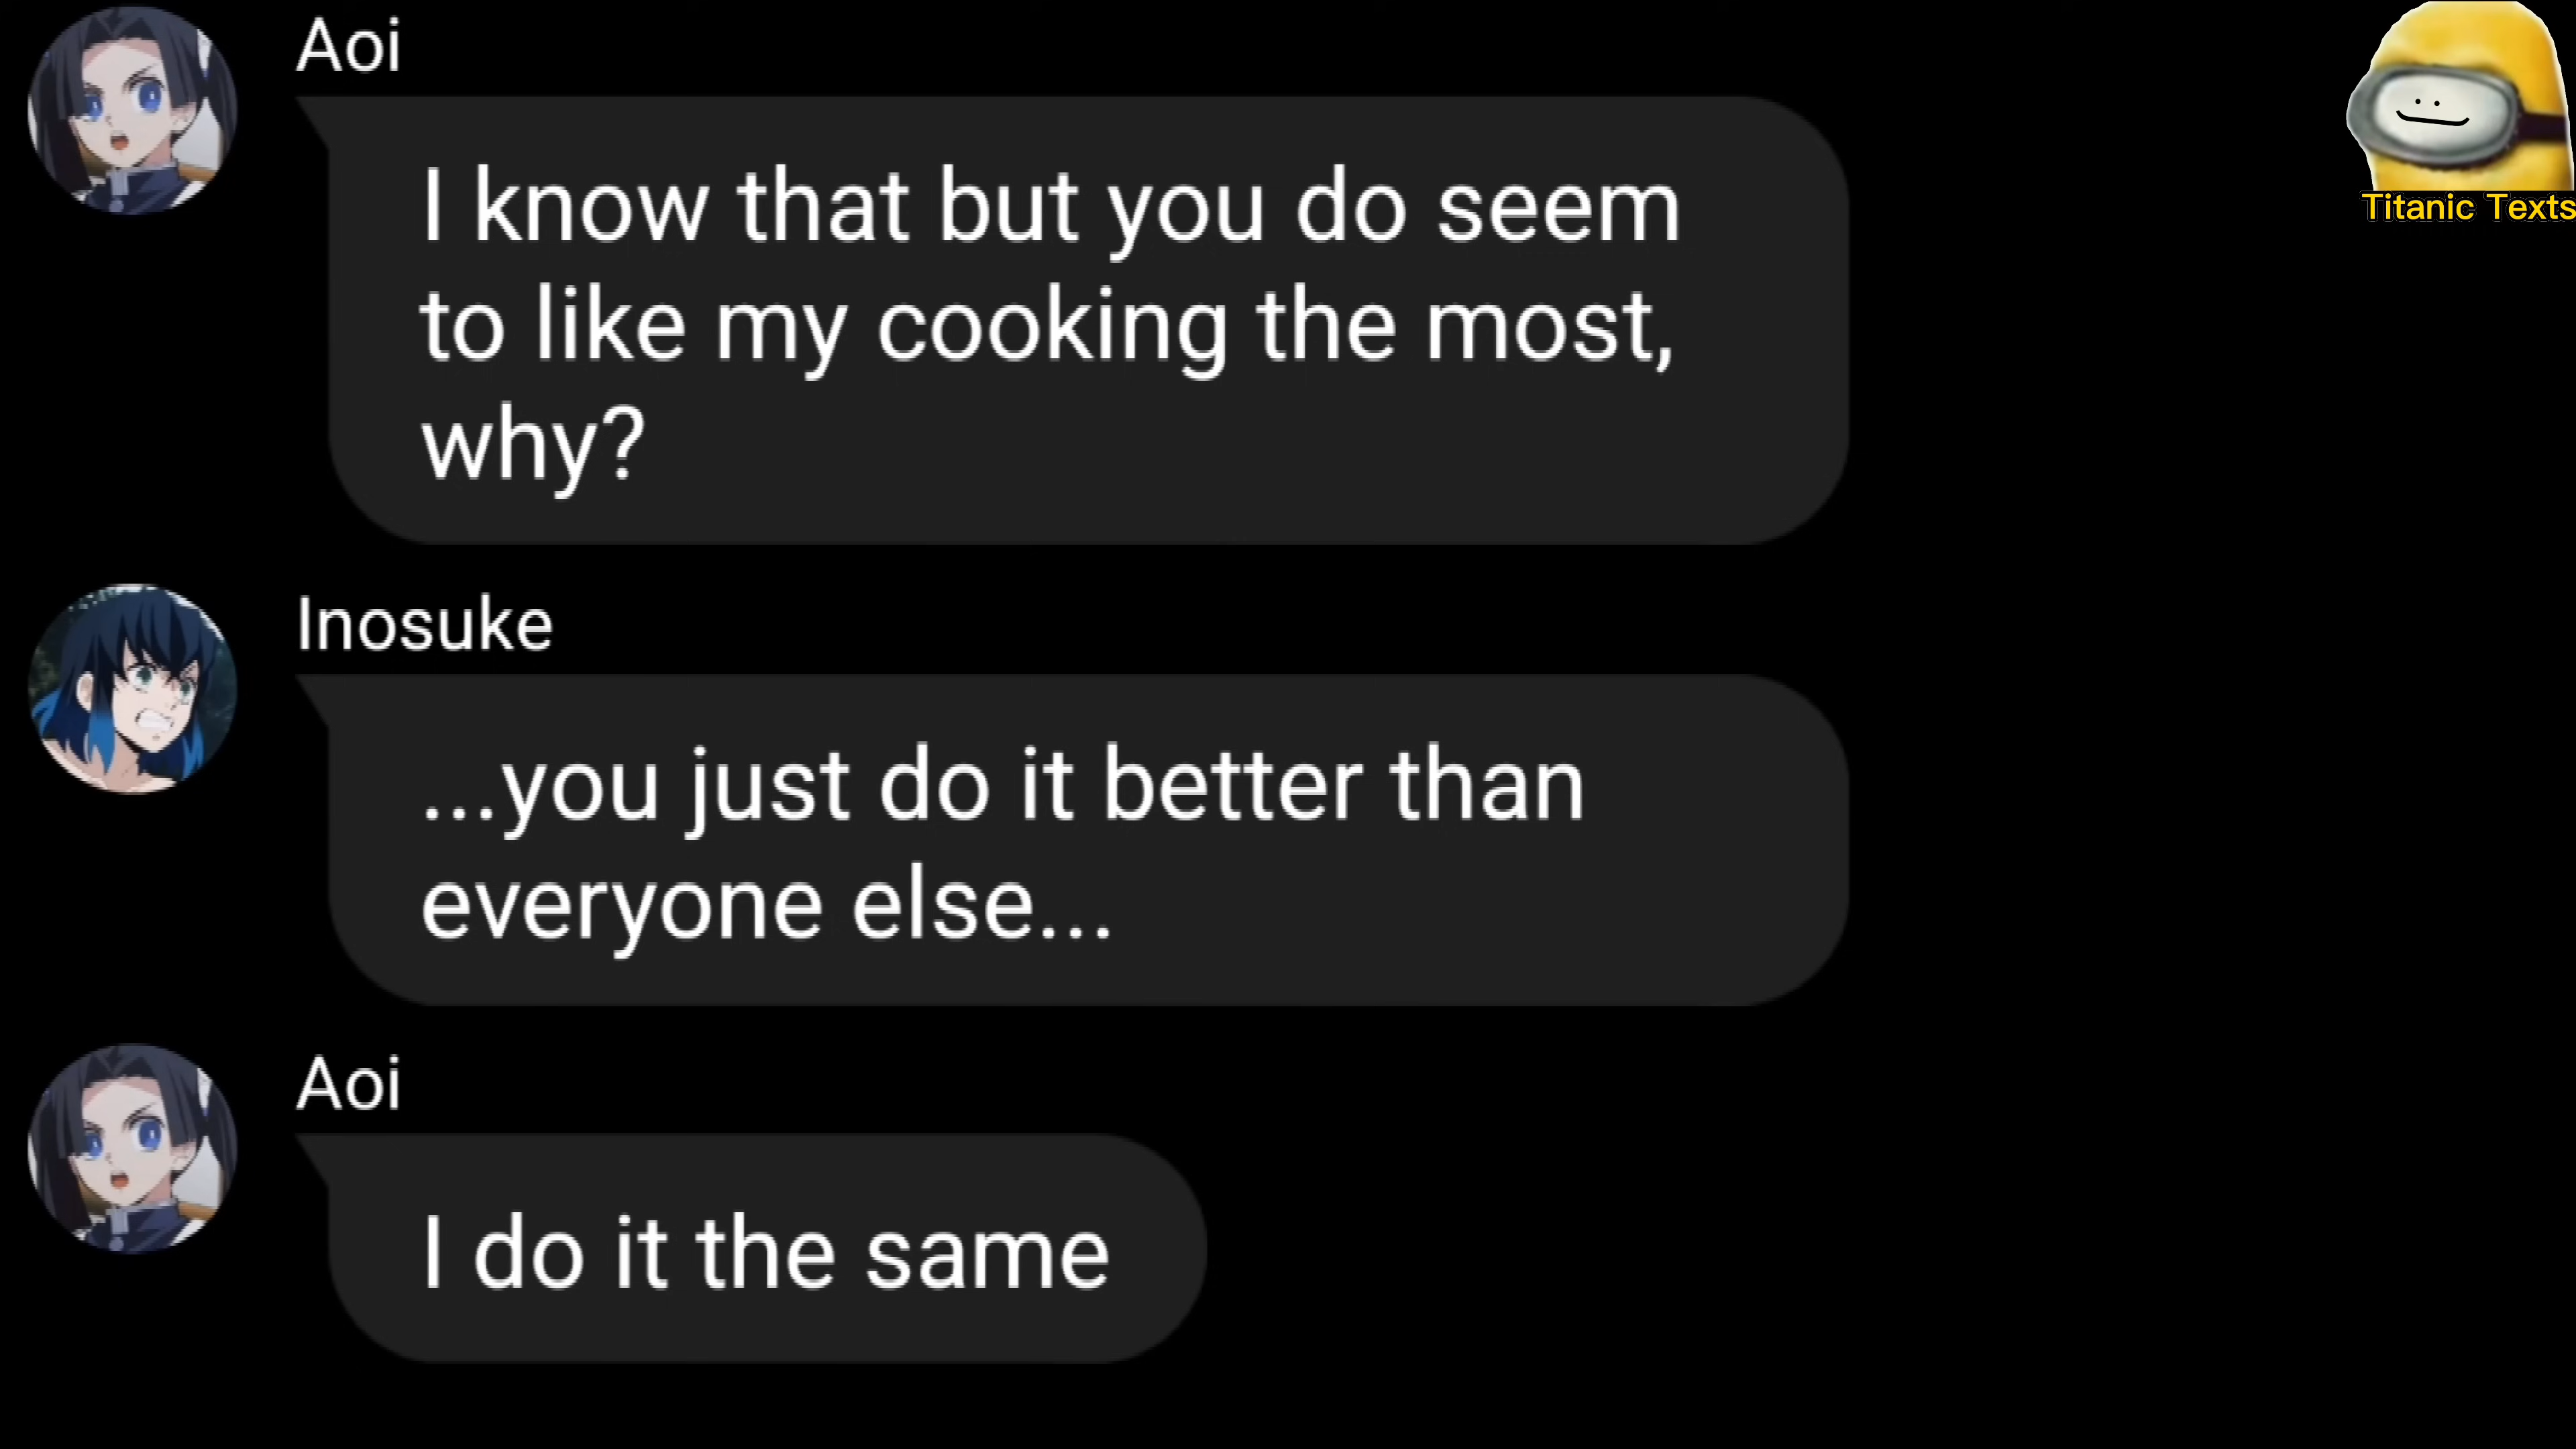 Aoi
Titanic Texts
I know that but you do seem
to like my cooking the most,
why?
Inosuke
...you just do it better than
everyone else...
Aoi
I do it the same